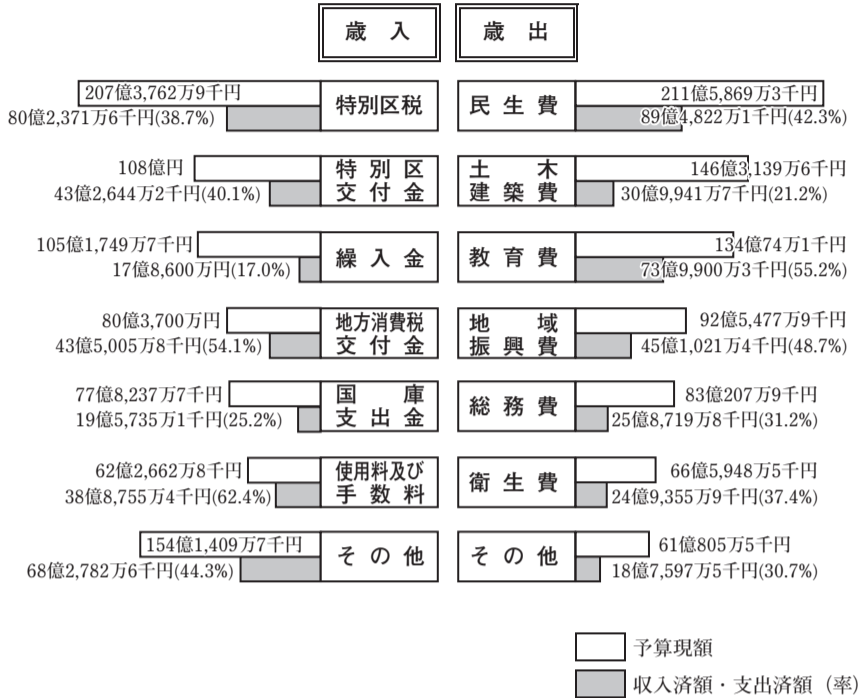 歳入
歳出
207億3,762万9千円
80億2,371万6千円(38.7%)
特別区税
民生費
211億5,869万3千円
89億4,822万1千円(42.3%)
108億円
43億2,644万2千円(40.1%)
特別区
交付金
土木
建築費
146億3,139万6千円
30億9,941万7千円(21.2%)
105億1,749万7千円
17億8,600万円(17.0%)
繰入金
教育費
134億74万1千円
73億9,900万3千円(55.2%)
80億3,700万円
43億5,005万8千円(54.1%)
地方消費税
交付金
地域
振興費
92億5,477万9千円
45億1,021万4千円(48.7%)
77億8,237万7千円
19億5,735万1千円(25.2%)
国庫
支出金
総務費
83億207万9千円
25億8,719万8千円(31.2%)
62億2,662万8千円
38億8,755万4千円(62.4%)
使用料及び
手数料
衛生費
66億5,948万5千円
24億9,355万9千円(37.4%)
154億1,409万7千円
68億2,782万6千円(44.3%)
その他
その他
61億805万5千円
18億7,597万5千円(30.7%)
予算現額
収入済額・支出済額（率）